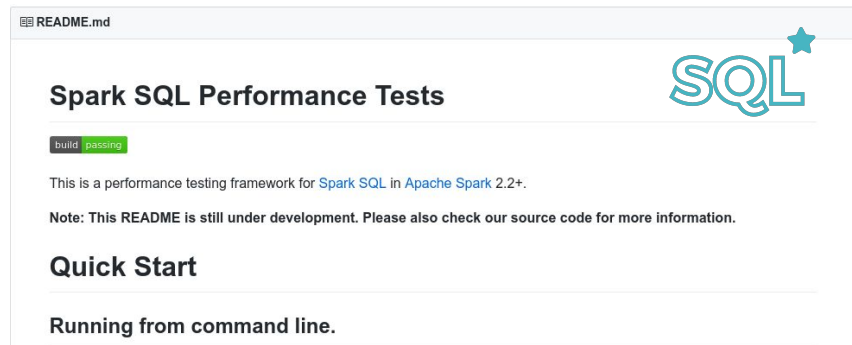 README.md
SQL
Spark SQL Performance Tests
build passing
This is a performance testing framework for Spark SQL in Apache Spark 2.2+.
Note: This README is still under development. Please also check our source code for more information.
Quick Start
Running from command line.